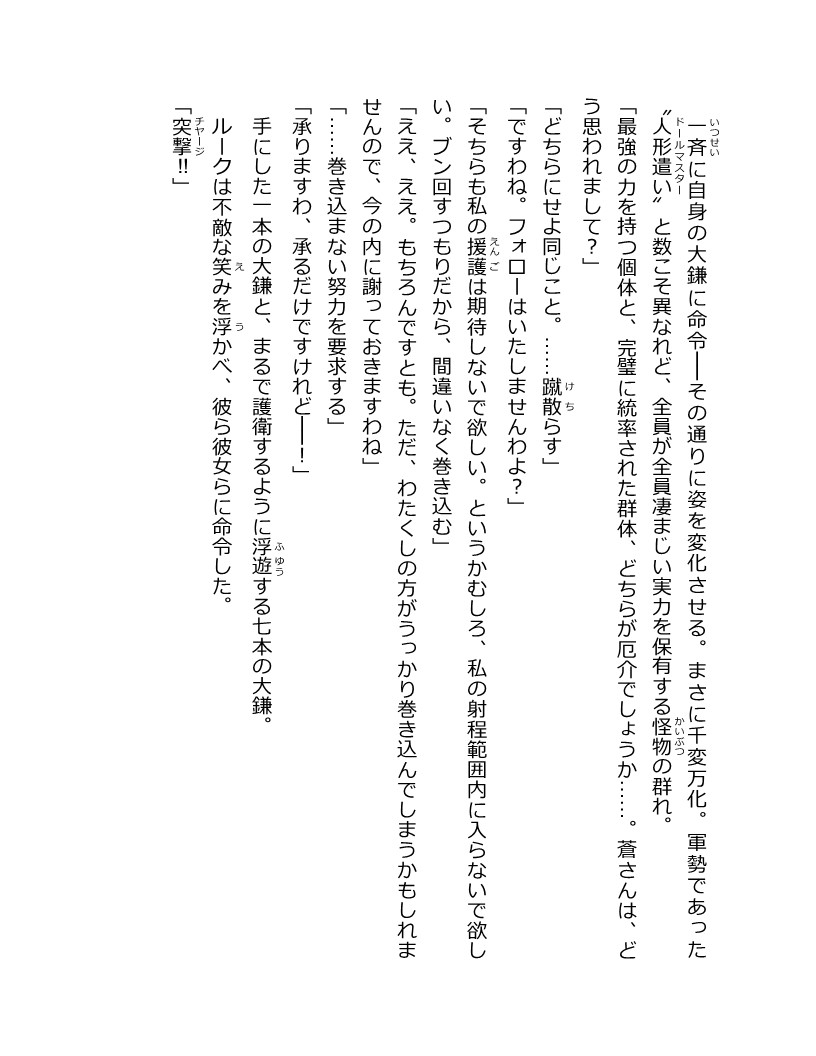 一斉に自身の大鎌に命令――その通りに姿を変化させる。まさに千変万化。軍勢であった
〝人形遣い〟と数こそ異なれど、全員が全員凄まじい実力を保有する怪物の群れ。
「最強の力を持つ個体と、完璧に統率された群体、どちらが厄介でしょうか……。蒼さんは、ど
う思われまして？」
「どちらにせよ同じこと。……蹴散らす」
「ですわね。フォローはいたしませんわよ？」
「そちらも私の援護は期待しないで欲しい。というかむしろ、私の射程範囲内に入らないで欲し
い。ブン回すつもりだから、間違いなく巻き込む」
「ええ、ええ。もちろんですとも。ただ、わたくしの方がうっかり巻き込んでしまうかもしれま
せんので、今の内に謝っておきますわね」
「……巻き込まない努力を要求する」
「承りますわ、承るだけですけれど――！」
手にした一本の大鎌と、まるで護衛するように浮遊する七本の大鎌。
ルークは不敵な笑みを浮かべ、彼ら彼女らに命令した。
「突撃!!」